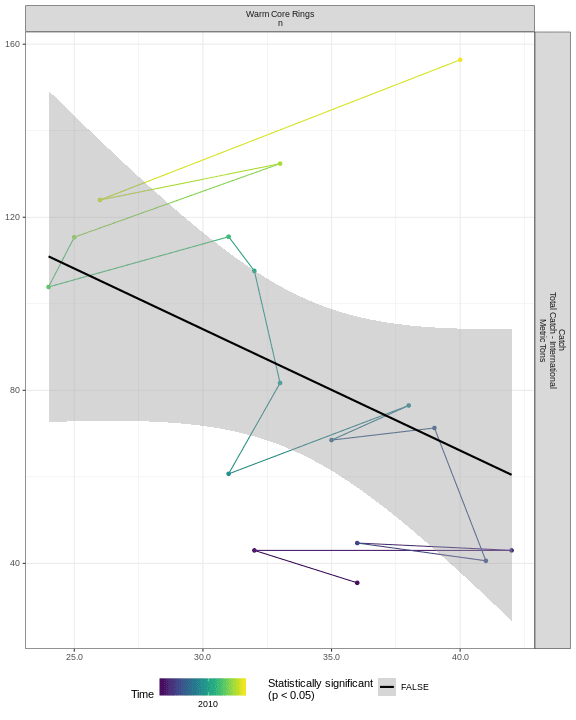 Warm Core Rings
n
160
120
80
40
Catch
Total Catch - International
Metric Tons
25.0
30.0
35.0
40.0
Time
2010
Statistically significant
(p < 0.05)
FALSE